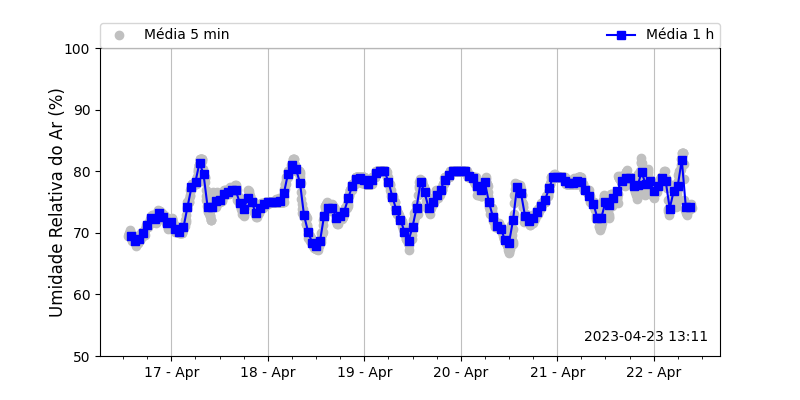 Média 5 min
Média 1 h
100
90
80
70
60
50
Umidade Relativa do Ar (%)
2023-04-23 13:11
17 - Apr
18 - Apr
19 - Apr
20 - Apr
21 - Apr
22 - Apr